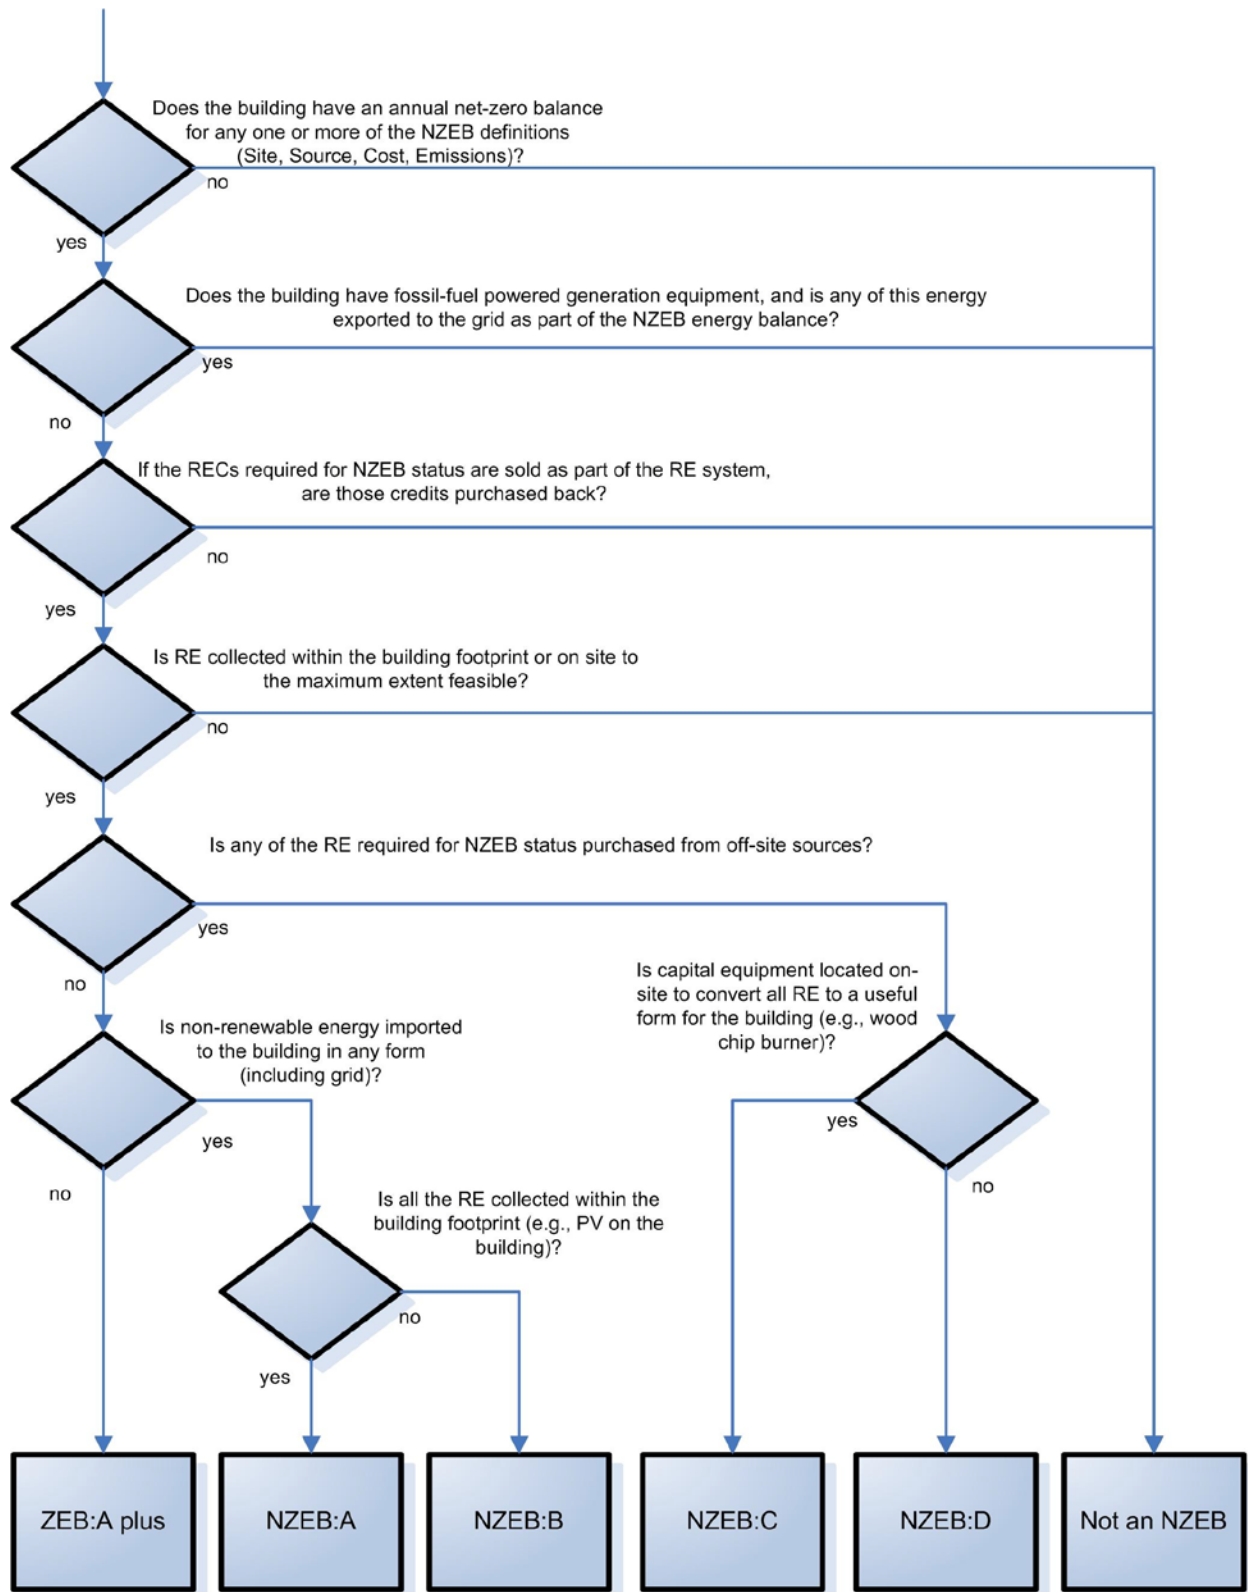 Does the building have an annual net-zero balance
for any one or more of the NZEB definitions
(Site, Source, Cost, Emissions)?
no
yes
Does the building have fossil-fuel powered generation equipment, and is any of this energy
exported to the grid as part of the NZEB energy balance?
yes
no
If the RECs required for NZEB status are sold as part of the RE system,
are those credits purchased back?
no
yes
Is RE collected within the building footprint or on site to
the maximum extent feasible?
no
yes
Is any of the RE required for NZEB status purchased from off-site sources?
yes
no
Is capital equipment located on-
site to convert all RE to a useful
form for the building (e.g., wood
chip burner)?
yes
no
Is non-renewable energy imported
to the building in any form
(including grid)?
yes
no
Is all the RE collected within the
building footprint (e.g., PV on the
building)?
no
yes
ZEB:A plus
NZEB:A
NZEB:B
NZEB:C
NZEB:D
Not an NZEB